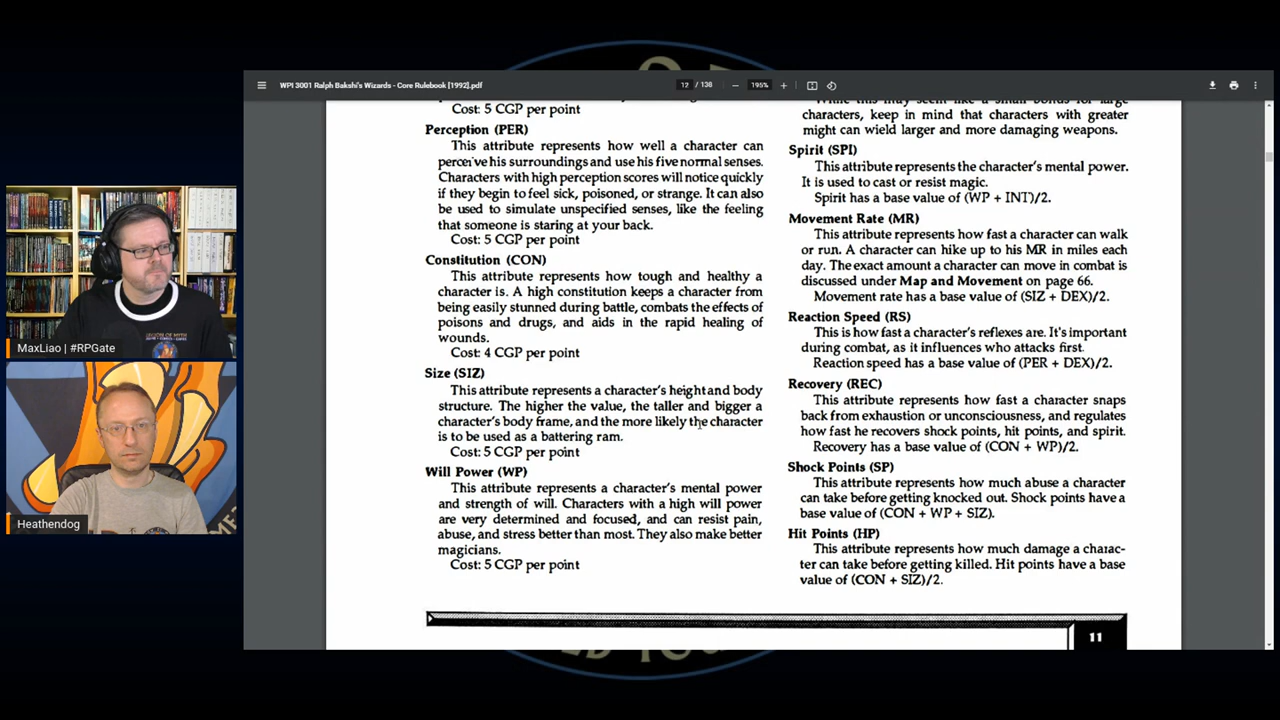 WPI 3001 Ralph Bakshi's Wizards - Core Rulebook [1992].pdf
12 / 138
195%
Cost: 5 CGP per point
Perception (PER)
This attribute represents how well a character can
perceive his surroundings and use his five normal senses.
Characters with high perception scores will notice quickly
if they begin to feel sick, poisoned, or strange. It can also
be used to simulate unspecified senses, like the feeling
that someone is staring at your back.
Cost: 5 CGP per point
Constitution (CON)
This attribute represents how tough and healthy a
character is. A high constitution keeps a character from
being easily stunned during battle, combats the effects of
poisons and drugs, and aids in the rapid healing of
wounds.
Cost: 4 CGP per point
Size (SIZ)
This attribute represents a character's height and body
structure. The higher the value, the taller and bigger a
character's body frame, and the more likely the character
is to be used as a battering ram.
Cost: 5 CGP per point
Will Power (WP)
This attribute represents a character's mental power
and strength of will. Characters with a high will power
are very determined and focused, and can resist pain,
abuse, and stress better than most. They also make better
magicians.
Cost: 5 CGP per point
While this may seem like a small bonus for large
characters, keep in mind that characters with greater
might can wield larger and more damaging weapons.
Spirit (SPI)
This attribute represents the character's mental power.
It is used to cast or resist magic.
Spirit has a base value of (WP + INT)/2.
Movement Rate (MR)
This attribute represents how fast a character can walk
or run. A character can hike up to his MR in miles each
day. The exact amount a character can move in combat is
discussed under Map and Movement on page 66.
Movement rate has a base value of (SIZ + DEX)/2.
Reaction Speed (RS)
This is how fast a character's reflexes are. It's important
during combat, as it influences who attacks first.
Reaction speed has a base value of (PER + DEX)/2.
Recovery (REC)
This attribute represents how fast a character snaps
back from exhaustion or unconsciousness, and regulates
how fast he recovers shock points, hit points, and spirit.
Recovery has a base value of (CON + WP)/2.
Shock Points (SP)
This attribute represents how much abuse a character
can take before getting knocked out. Shock points have a
base value of (CON + WP + SIZ).
Hit Points (HP)
This attribute represents how much damage a charac-
ter can take before getting killed. Hit points have a base
value of (CON + SIZ)/2.
11
MaxLiao | #RPGate
Heathendog